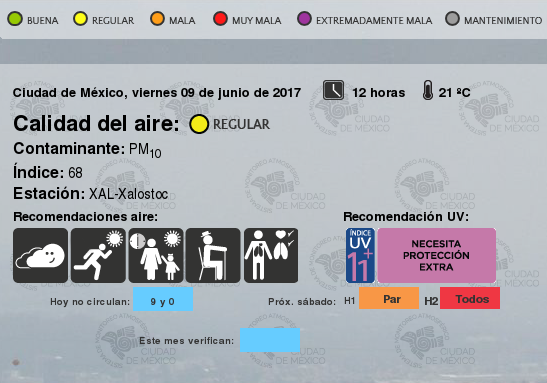 BUENA REGULAR MALA MUY MALA EXTREMADAMENTE MALA MANTENIMIENTO
Ciudad de México, viernes 09 de junio de 2017 12 horas 21 ºC
Calidad del aire: REGULAR
Contaminante: PM10
Índice: 68
Estación: XAL-Xalostoc
Recomendaciones aire: Recomendación UV:
ÍNDICE
UV
11+
NECESITA
PROTECCIÓN
EXTRA
Hoy no circulan: 9 y 0 Próx. sábado: H1 Par H2 Todos
Este mes verifican: